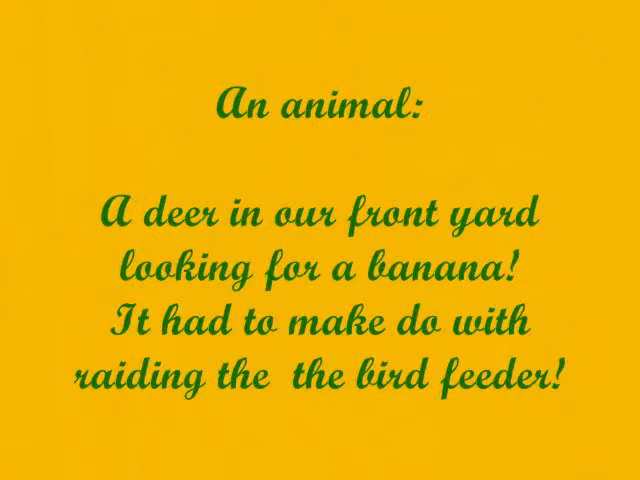 An animal:
A deer in our front yard
looking for a banana!
It had to make do with
raiding the  the bird feeder!